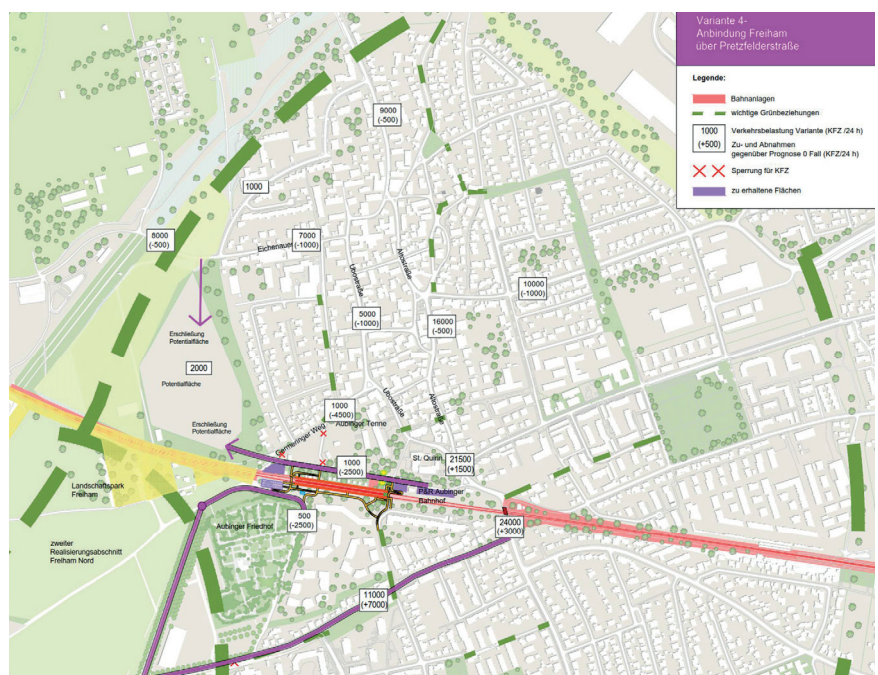 Variante 4-
Anbindung Freiham
über Pretzfelderstraße
Legende:
Bahnanlagen
wichtige Grünbeziehungen
1000
(+500)
Verkehrsbelastung Variante (KFZ /24 h)
Zu- und Abnahmen
gegenüber Prognose 0 Fall (KFZ/24 h)
Sperrung für KFZ
zu erhaltene Flächen
9000
(-500)
1000
8000
(-500)
7000
(-1000)
Eichenauer
Ubostraße
Altostraße
10000
(-1000)
5000
(-1000)
16000
(-500)
Erschließung
Potentialfläche
2000
Potentialfläche
Ubostraße
Altostraße
1000
(-4500)
Aubinger Tenne
Germeringer Weg
Erschließung
Potentialfläche
St. Quirin
21500
(+1500)
1000
(-2500)
Landschaftspark
Freiham
P&R Aubinger
Bahnhof
500
(-2500)
Aubinger Friedhof
24000
(+3000)
zweiter
Realisierungsabschnitt
Freiham Nord
11000
(+7000)